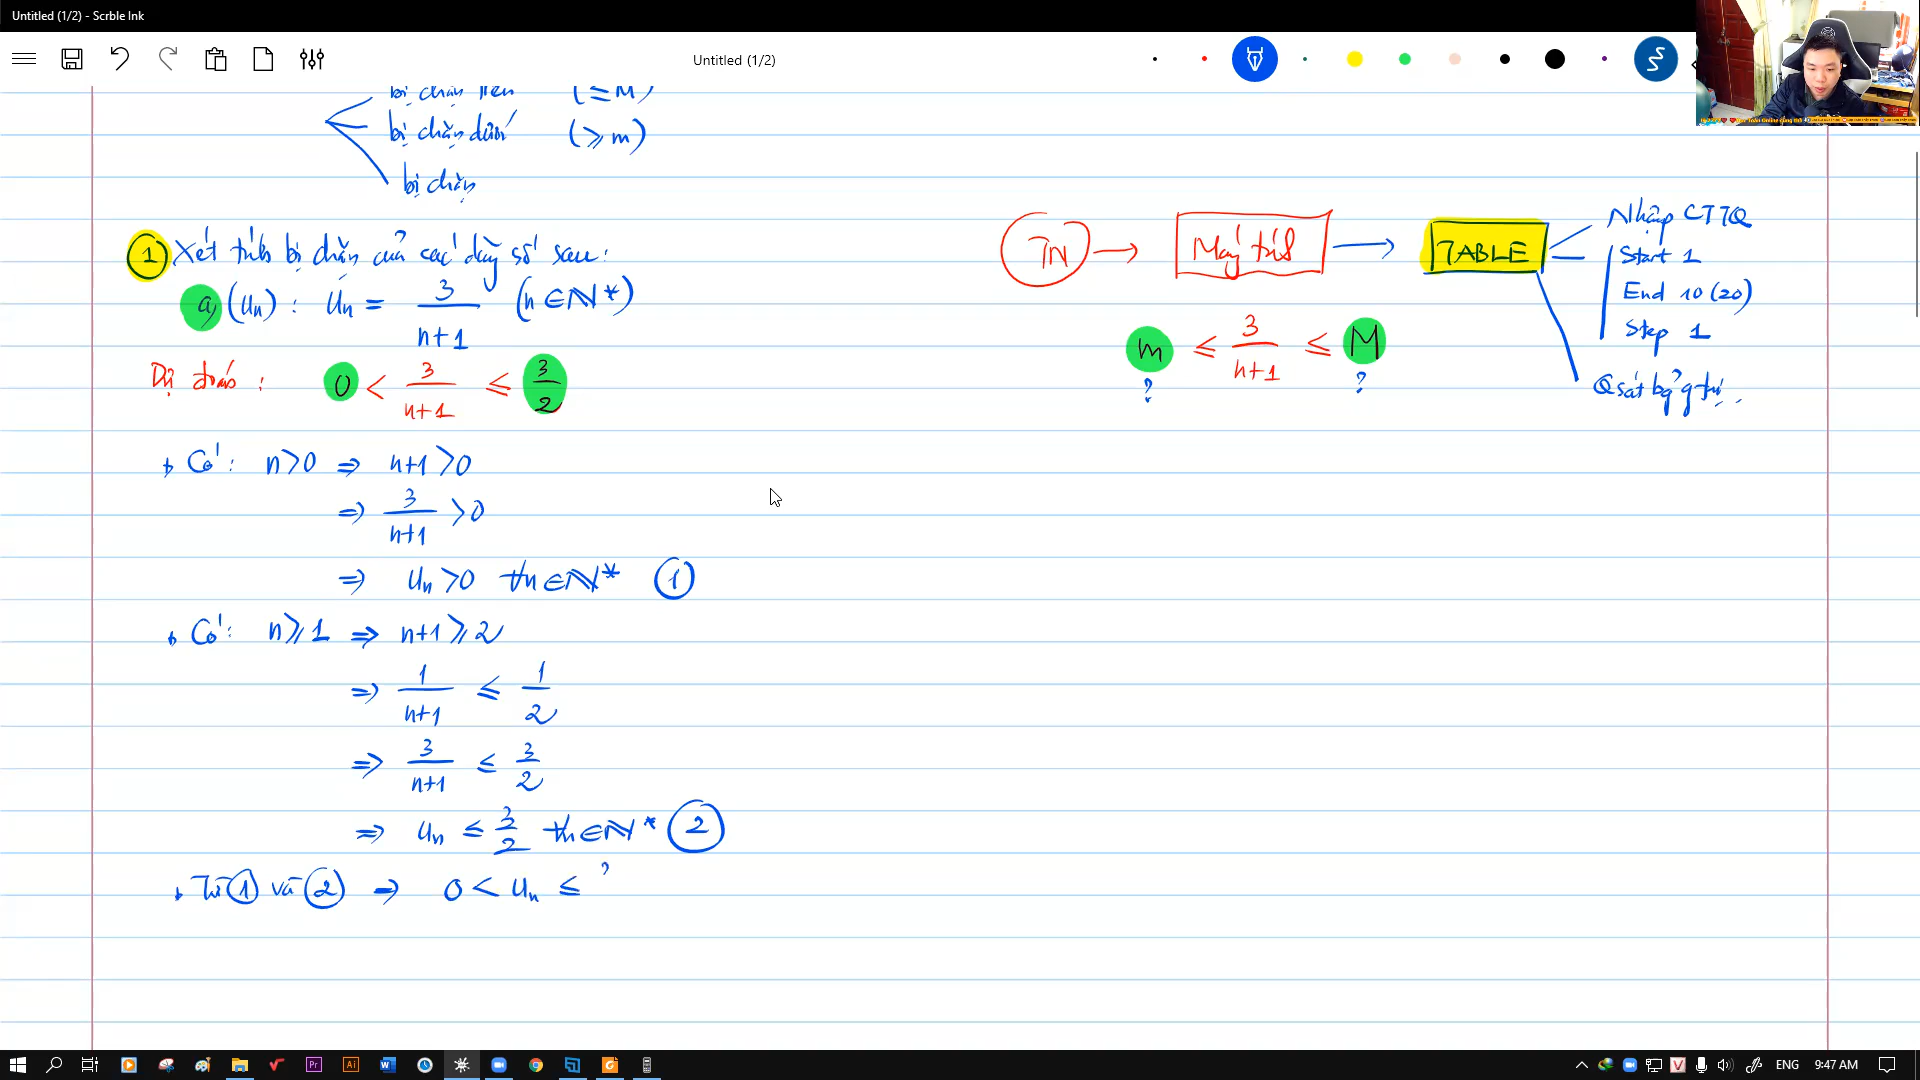 Untitled (1/2) - Scrble Ink
Untitled (1/2)
bị chặn trên (≤M)
bị chặn dưới (⩾m)
bị chặn
① Xét tính bị chặn của các dãy số sau:
a, (Un) : Un = 3/(n+1) (n∈ℕ*)
Dự đoán : 0 < 3/(n+1) ≤ 3/2
TN → Máy tính → TABLE
Nhập CTTQ
Start 1
End 10 (20)
Step 1
Q sát bảng trị...
m ≤ 3/(n+1) ≤ M
? ?
+ Có: n>0 ⇒ n+1>0
⇒ 3/(n+1) >0
⇒ Un >0 ∀n∈ℕ* ①
+ Có: n⩾1 ⇒ n+1⩾2
⇒ 1/(n+1) ≤ 1/2
⇒ 3/(n+1) ≤ 3/2
⇒ Un ≤ 3/2 ∀n∈ℕ* ②
+ Từ ① và ② ⇒ 0 < Un ≤
ENG 9:47 AM